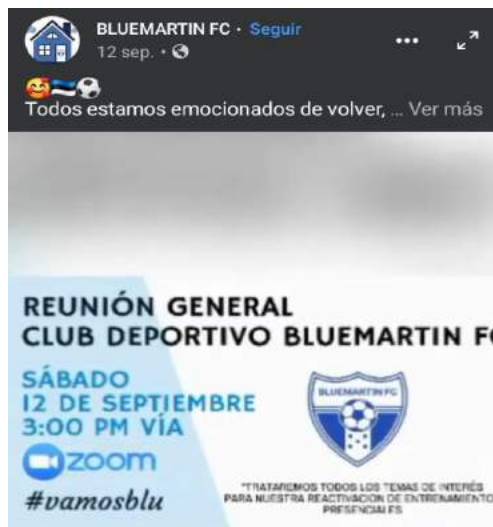 BLUEMARTIN FC · Seguir
12 sep. ·
Todos estamos emocionados de volver, ... Ver más
REUNIÓN GENERAL
CLUB DEPORTIVO BLUEMARTIN FC
SÁBADO
12 DE SEPTIEMBRE
3:00 PM VÍA
zoom
#vamosblu
BLUEMARTIN FC
*TRATAREMOS TODOS LOS TEMAS DE INTERÉS
PARA NUESTRA REACTIVACION DE ENTRENAMIENTO
PRESENCIALES